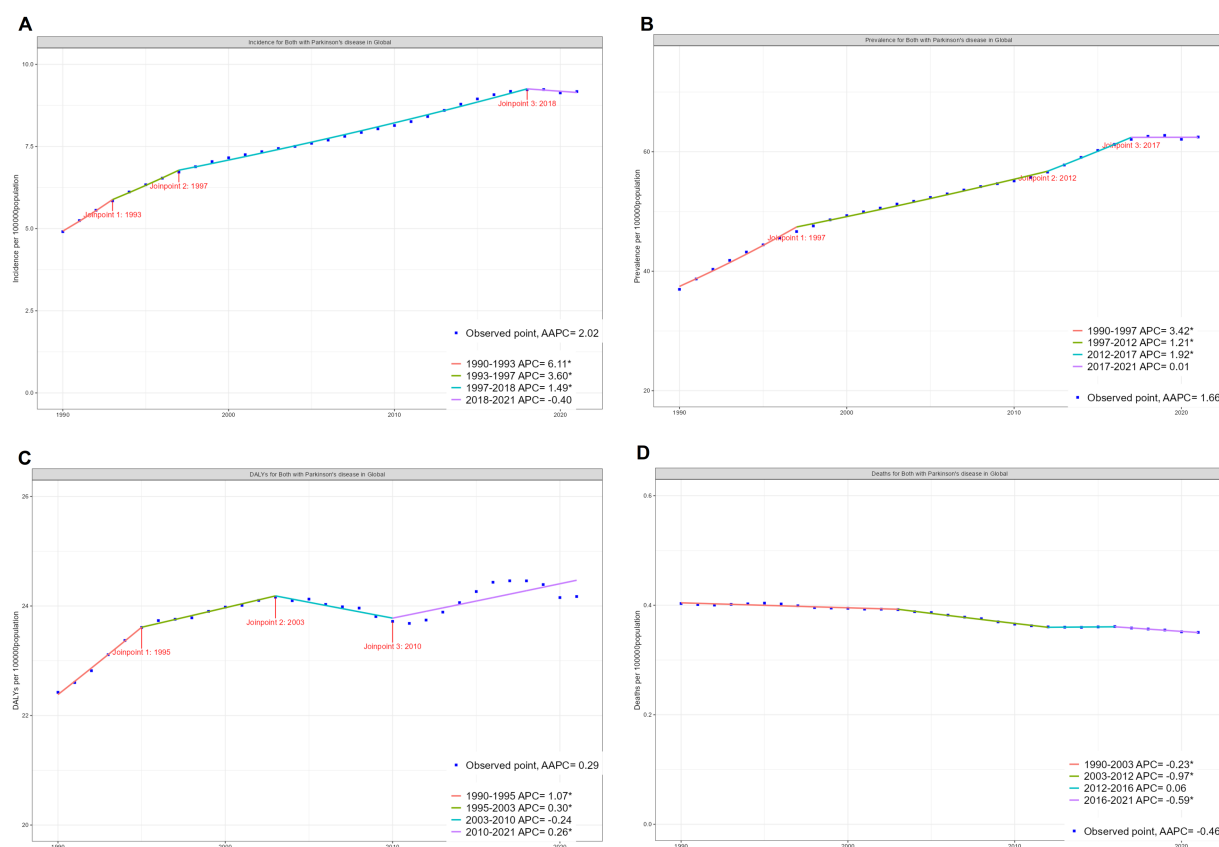 A
Incidence for Both with Parkinson's disease in Global
Incidence per 100000population
10.0
7.5
5.0
2.5
0.0
1990
2000
2010
2020
Joinpoint 1: 1993
Joinpoint 2: 1997
Joinpoint 3: 2018
Observed point, AAPC= 2.02
1990-1993 APC= 6.11*
1993-1997 APC= 3.60*
1997-2018 APC= 1.49*
2018-2021 APC= -0.40
B
Prevalence for Both with Parkinson's disease in Global
Prevalence per 100000population
60
40
20
1990
2000
2010
2020
Joinpoint 1: 1997
Joinpoint 2: 2012
Joinpoint 3: 2017
1990-1997 APC= 3.42*
1997-2012 APC= 1.21*
2012-2017 APC= 1.92*
2017-2021 APC= 0.01
Observed point, AAPC= 1.66
C
DALYs for Both with Parkinson's disease in Global
DALYs per 100000population
26
24
22
20
1990
2000
2010
2020
Joinpoint 1: 1995
Joinpoint 2: 2003
Joinpoint 3: 2010
Observed point, AAPC= 0.29
1990-1995 APC= 1.07*
1995-2003 APC= 0.30*
2003-2010 APC= -0.24
2010-2021 APC= 0.26*
D
Deaths for Both with Parkinson's disease in Global
Deaths per 100000population
0.6
0.4
0.2
0.0
1990
2000
2010
2020
1990-2003 APC= -0.23*
2003-2012 APC= -0.97*
2012-2016 APC= 0.06
2016-2021 APC= -0.59*
Observed point, AAPC= -0.46